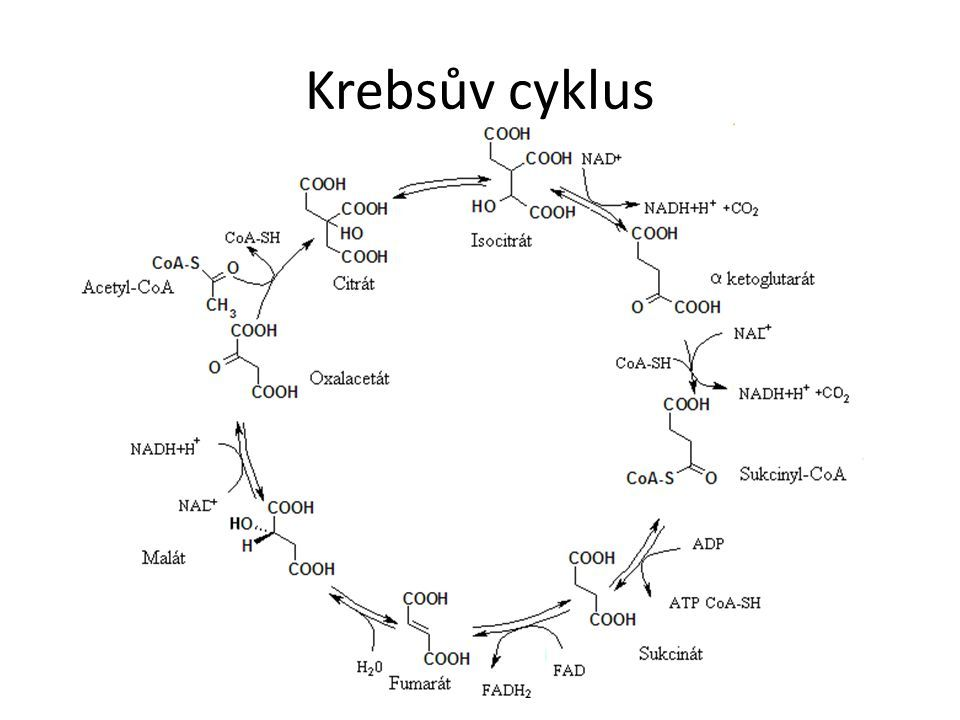 Krebsův cyklus
COOH
COOH
HO
COOH
Isocitrát
NAD+
NADH+H+ +CO2
COOH
O
COOH
α ketoglutarát
NAD+
CoA-SH
NADH+H+ +CO2
COOH
CoA-S
O
Sukcinyl-CoA
ADP
ATP CoA-SH
COOH
COOH
Sukcinát
FAD
FADH2
COOH
COOH
Fumarát
H20
COOH
HO
H
COOH
Malát
NADH+H+
NAD+
COOH
O
COOH
Oxalacetát
Acetyl-CoA
CoA-S
O
CH3
CoA-SH
COOH
COOH
HO
COOH
Citrát